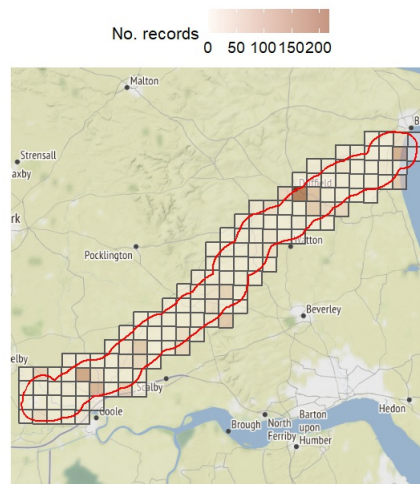 No. records
0 50 100 150 200
Malton
Strensall
axby
B
Driffield
rk
Pocklington
Hutton
Beverley
elby
Scalby
Goole
Hedon
Brough
North
Ferriby
Barton
upon
Humber